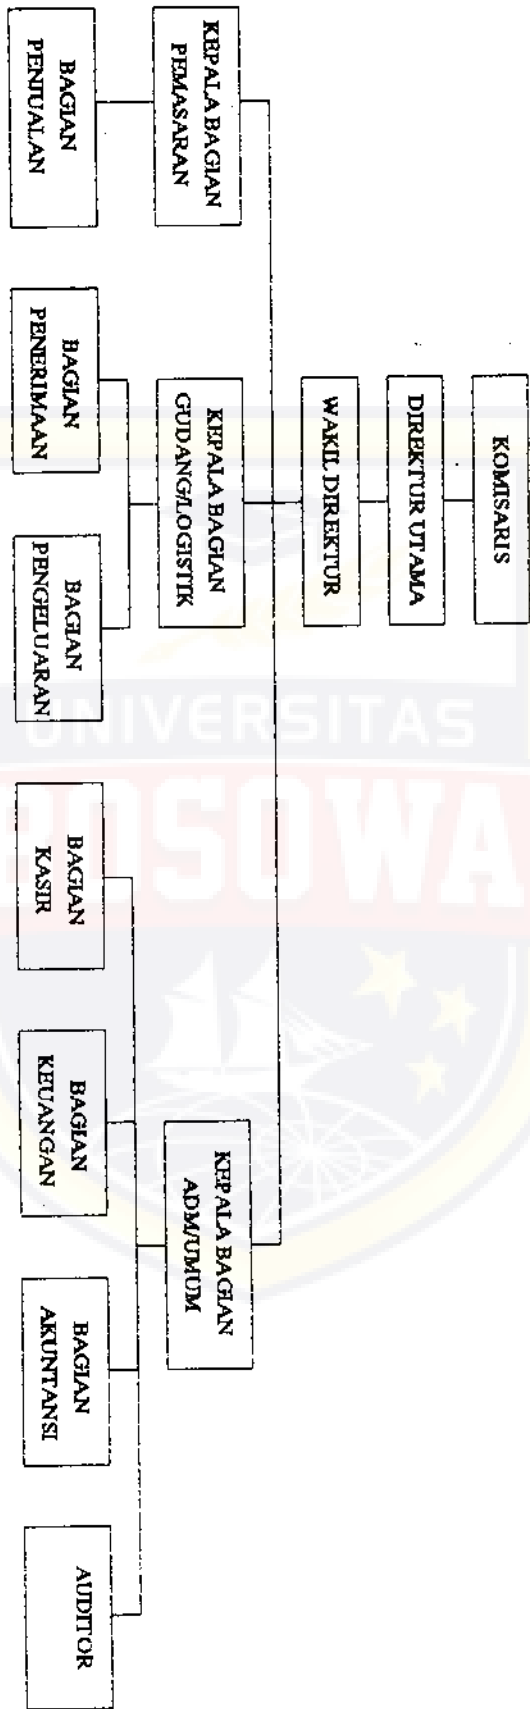 KOMISARIS
DIREKTUR UTAMA
WAKIL DIREKTUR
KEPALA BAGIAN
PEMASARAN
KEPALA BAGIAN
GUDANG/LOGISTIK
KEPALA BAGIAN
ADM/UMUM
BAGIAN
PENJUALAN
BAGIAN
PENERIMAAN
BAGIAN
PENGELUARAN
BAGIAN
KASIR
BAGIAN
KEUANGAN
BAGIAN
AKUNTANSI
AUDITOR
UNIVERSITAS
BOSOWA